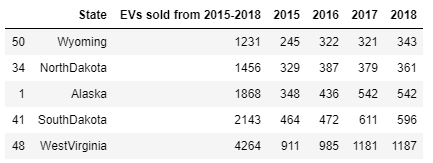 State EVs sold from 2015-2018 2015 2016 2017 2018
50 Wyoming 1231 245 322 321 343
34 NorthDakota 1456 329 387 379 361
1 Alaska 1868 348 436 542 542
41 SouthDakota 2143 464 472 611 596
48 WestVirginia 4264 911 985 1181 1187